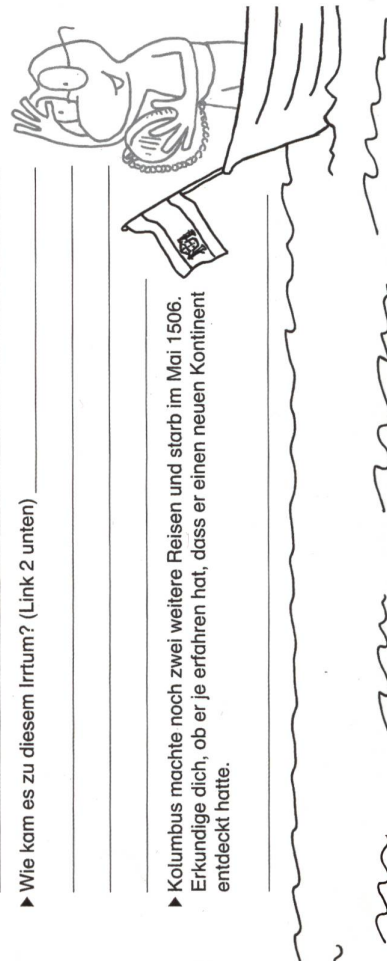 ▶ Wie kam es zu diesem Irrtum? (Link 2 unten)
▶ Kolumbus machte noch zwei weitere Reisen und starb im Mai 1506.
Erkundige dich, ob er je erfahren hat, dass er einen neuen Kontinent
entdeckt hatte.